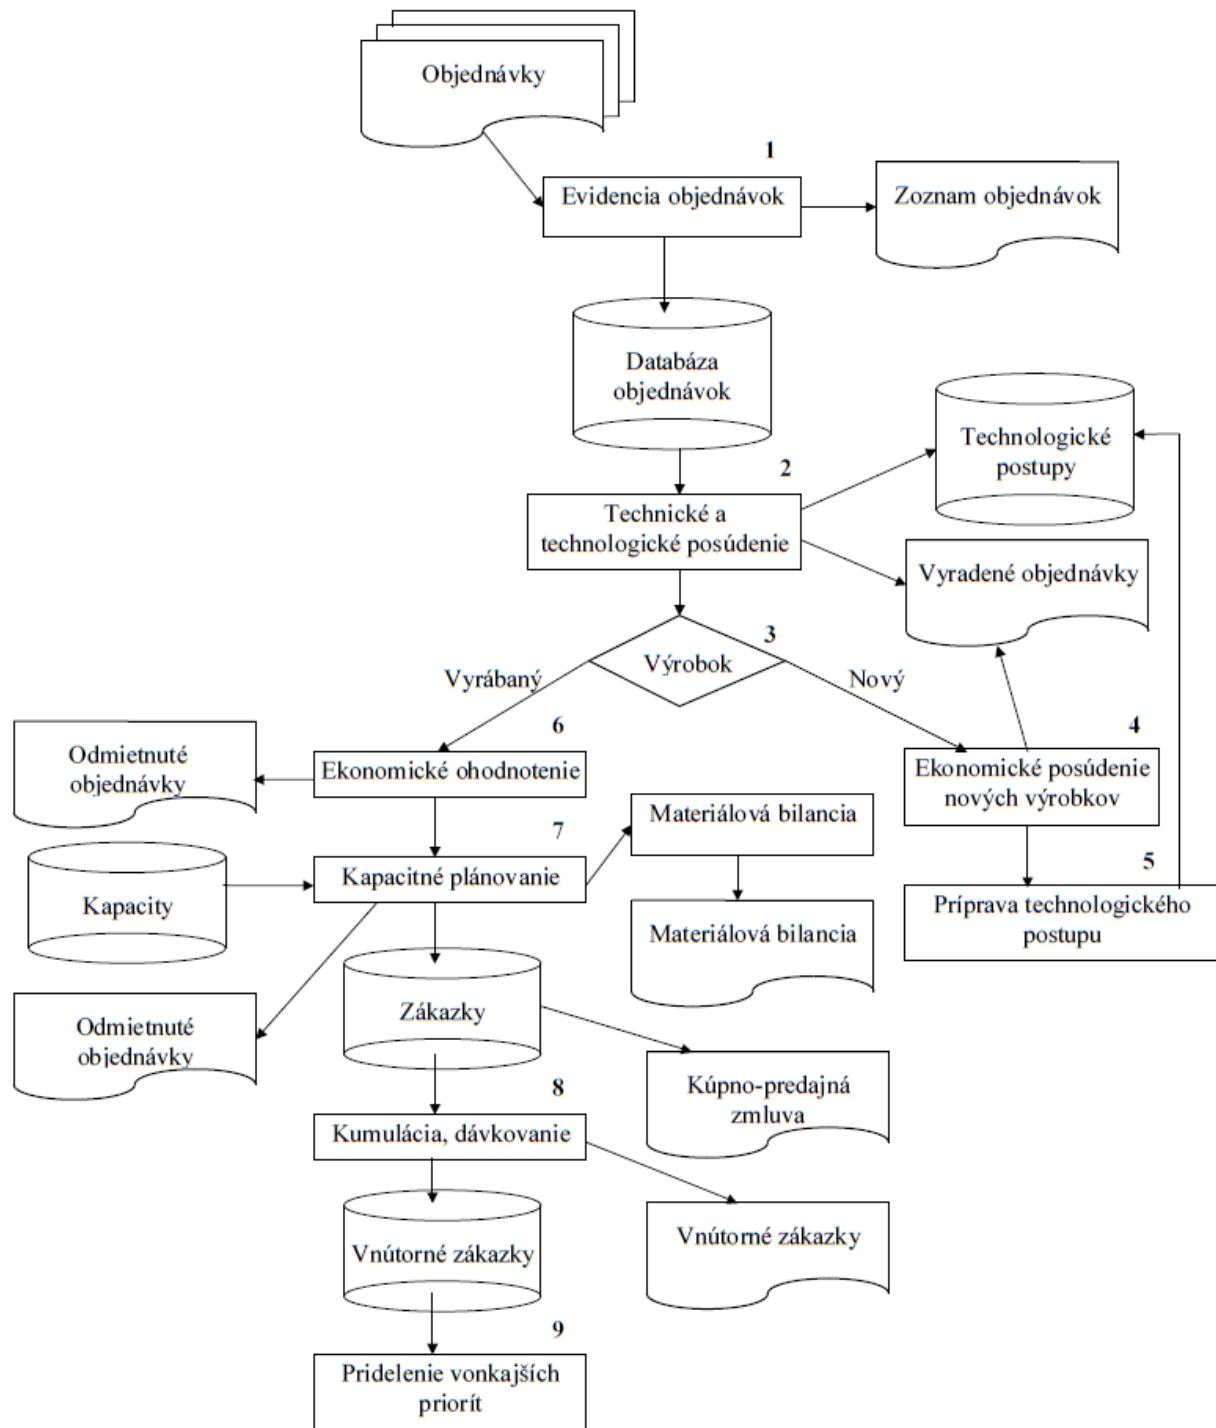 Objednávky
1
Evidencia objednávok
Zoznam objednávok
Databáza
objednávok
Technologické
postupy
2
Technické a
technologické posúdenie
Vyradené objednávky
3
Výrobok
Vyrábaný
Nový
6
4
Odmietnuté
objednávky
Ekonomické ohodnotenie
Ekonomické posúdenie
nových výrobkov
Materiálová bilancia
7
5
Kapacitné plánovanie
Kapacity
Príprava technologického
postupu
Materiálová bilancia
Zákazky
Odmietnuté
objednávky
8
Kúpno-predajná
zmluva
Kumulácia, dávkovanie
Vnútorné zákazky
Vnútorné zákazky
9
Pridelenie vonkajších
priorít